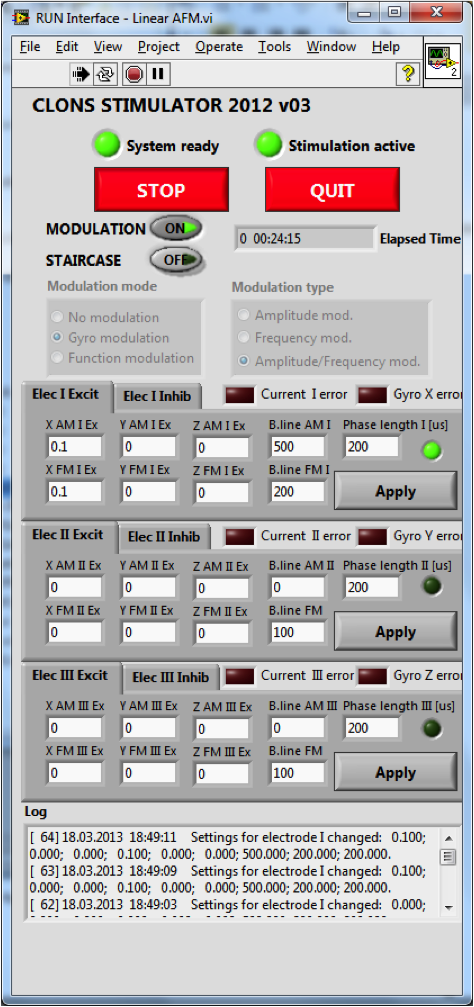 RUN Interface - Linear AFM.vi
File Edit View Project Operate Tools Window Help
2
CLONS STIMULATOR 2012 v03
System ready Stimulation active
STOP QUIT
MODULATION ON
0 00:24:15 Elapsed Time
STAIRCASE OFF
Modulation mode Modulation type
No modulation Amplitude mod.
Gyro modulation Frequency mod.
Function modulation Amplitude/Frequency mod.
Elec I Excit Elec I Inhib Current I error Gyro X error
X AM I Ex Y AM I Ex Z AM I Ex B.line AM I Phase length I [us]
0.1 0 0 500 200
X FM I Ex Y FM I Ex Z FM I Ex B.line FM I
0.1 0 0 200 Apply
Elec II Excit Elec II Inhib Current II error Gyro Y error
X AM II Ex Y AM II Ex Z AM II Ex B.line AM II Phase length II [us]
0 0 0 0 200
X FM II Ex Y FM II Ex Z FM II Ex B.line FM
0 0 0 100 Apply
Elec III Excit Elec III Inhib Current III error Gyro Z error
X AM III Ex Y AM III Ex Z AM III Ex B.line AM III Phase length III [us]
0 0 0 0 200
X FM III Ex Y FM III Ex Z FM III Ex B.line FM
0 0 0 100 Apply
Log
[ 64] 18.03.2013 18:49:11 Settings for electrode I changed: 0.100;
0.000; 0.000; 0.100; 0.000; 0.000; 500.000; 200.000; 200.000.
[ 63] 18.03.2013 18:49:09 Settings for electrode I changed: 0.100;
0.000; 0.000; 0.100; 0.000; 0.000; 500.000; 200.000; 200.000.
[ 62] 18.03.2013 18:49:03 Settings for electrode I changed: 0.000;